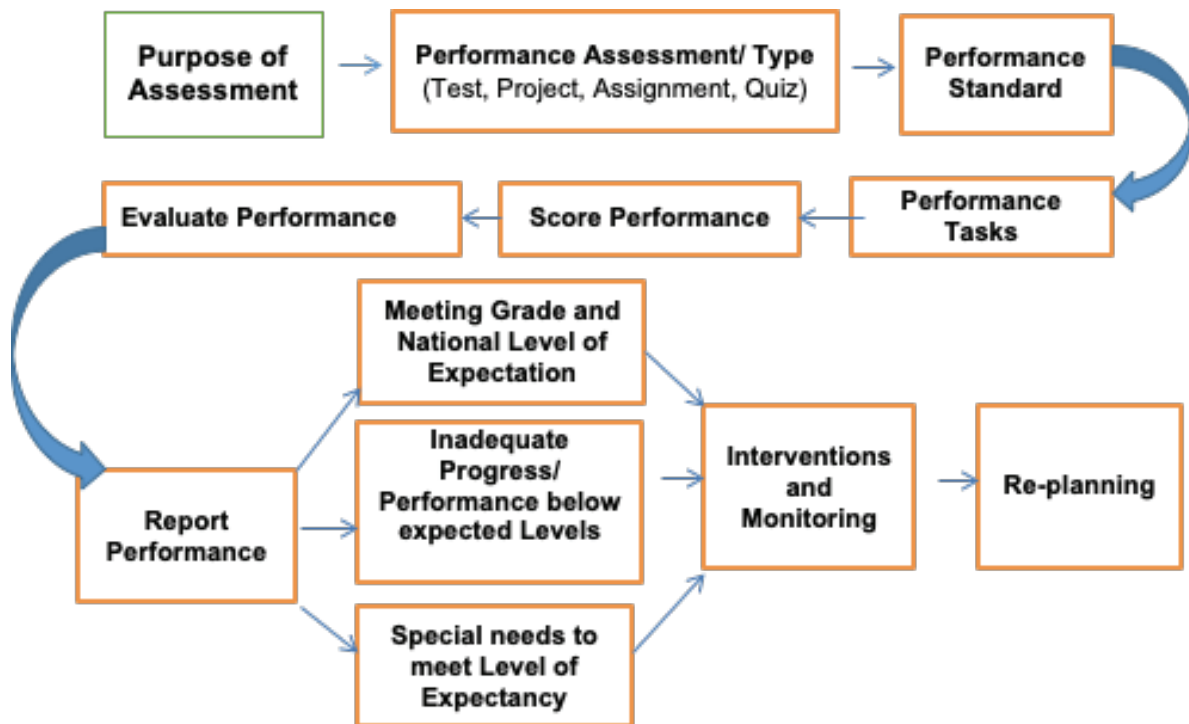 Purpose of
Assessment
Performance Assessment/ Type
(Test, Project, Assignment, Quiz)
Performance
Standard
Evaluate Performance
Score Performance
Performance
Tasks
Meeting Grade and
National Level of
Expectation
Inadequate
Progress/
Performance below
expected Levels
Special needs to
meet Level of
Expectancy
Report
Performance
Interventions
and
Monitoring
Re-planning